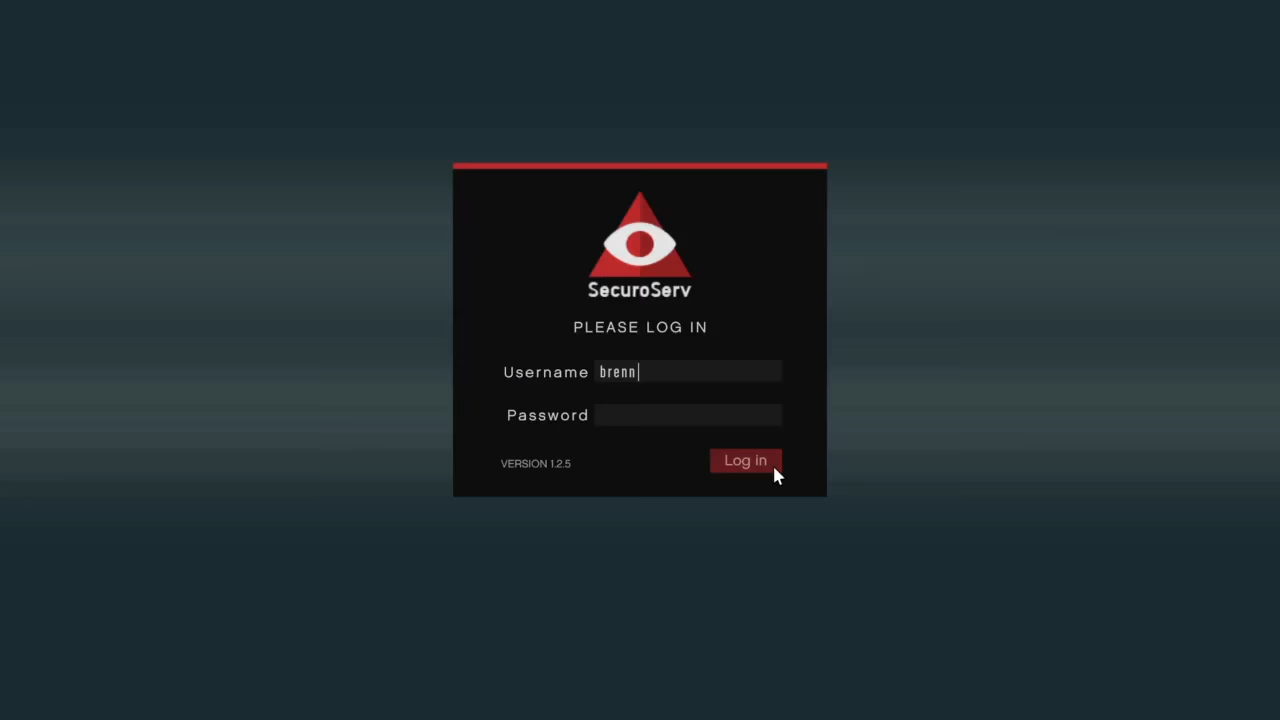 SecuroServ
PLEASE LOG IN
Username brenn
Password
VERSION 1.2.5
Log in